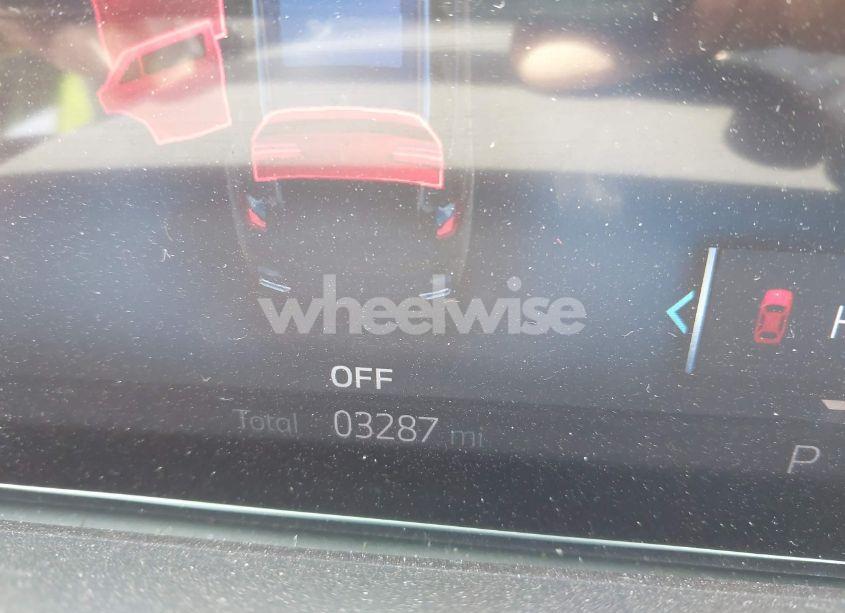 wheelwise
H
OFF
Total 03287 mi
P